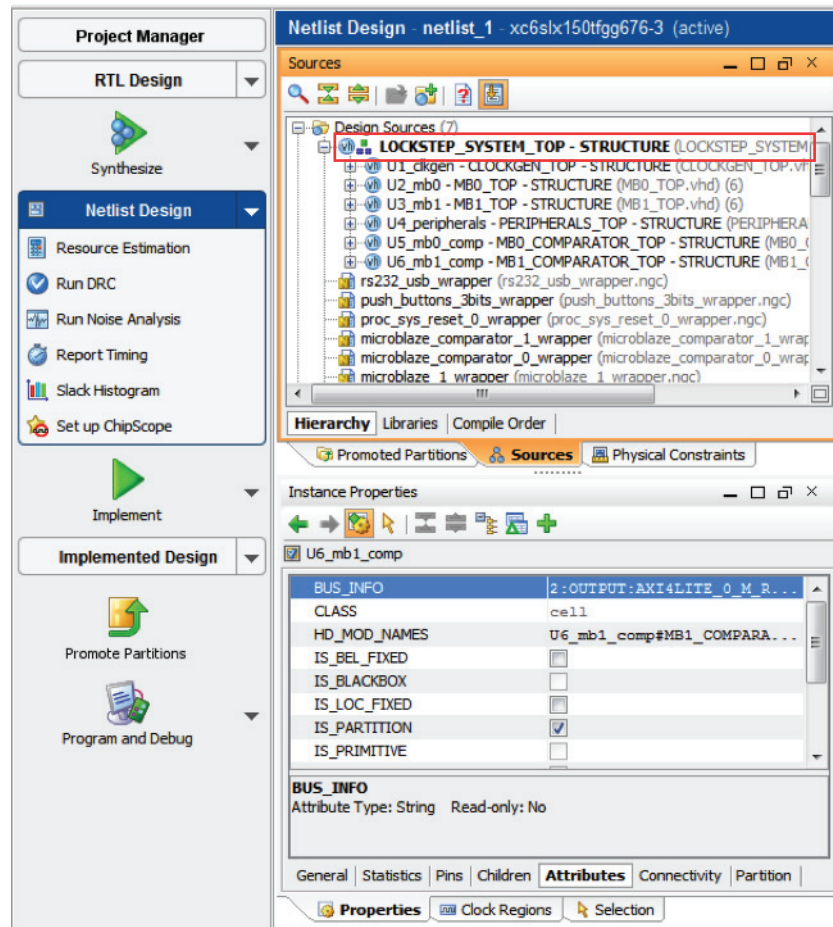 Project Manager
RTL Design
Synthesize
Netlist Design
Resource Estimation
Run DRC
Run Noise Analysis
Report Timing
Slack Histogram
Set up ChipScope
Implement
Implemented Design
Promote Partitions
Program and Debug
Netlist Design - netlist_1 - xc6slx150tfgg676-3 (active)
Sources
Design Sources (7)
LOCKSTEP_SYSTEM_TOP - STRUCTURE (LOCKSTEP_SYSTEM
U1_clkgen - CLOCKGEN_TOP - STRUCTURE (CLOCKGEN_TOP.vh
U2_mb0 - MB0_TOP - STRUCTURE (MB0_TOP.vhd) (6)
U3_mb1 - MB1_TOP - STRUCTURE (MB1_TOP.vhd) (6)
U4_peripherals - PERIPHERALS_TOP - STRUCTURE (PERIPHERA
U5_mb0_comp - MB0_COMPARATOR_TOP - STRUCTURE (MB0_C
U6_mb1_comp - MB1_COMPARATOR_TOP - STRUCTURE (MB1_C
rs232_usb_wrapper (rs232_usb_wrapper.ngc)
push_buttons_3bits_wrapper (push_buttons_3bits_wrapper.ngc)
proc_sys_reset_0_wrapper (proc_sys_reset_0_wrapper.ngc)
microblaze_comparator_1_wrapper (microblaze_comparator_1_wrap
microblaze_comparator_0_wrapper (microblaze_comparator_0_wrap
microblaze_1_wrapper (microblaze_1_wrapper.ngc)
Hierarchy Libraries Compile Order
Promoted Partitions Sources Physical Constraints
Instance Properties
U6_mb1_comp
BUS_INFO 2:OUTPUT:AXI4LITE_0_M_R...
CLASS cell
HD_MOD_NAMES U6_mb1_comp#MB1_COMPARA...
IS_BEL_FIXED
IS_BLACKBOX
IS_LOC_FIXED
IS_PARTITION
IS_PRIMITIVE
BUS_INFO
Attribute Type: String Read-only: No
General Statistics Pins Children Attributes Connectivity Partition
Properties Clock Regions Selection